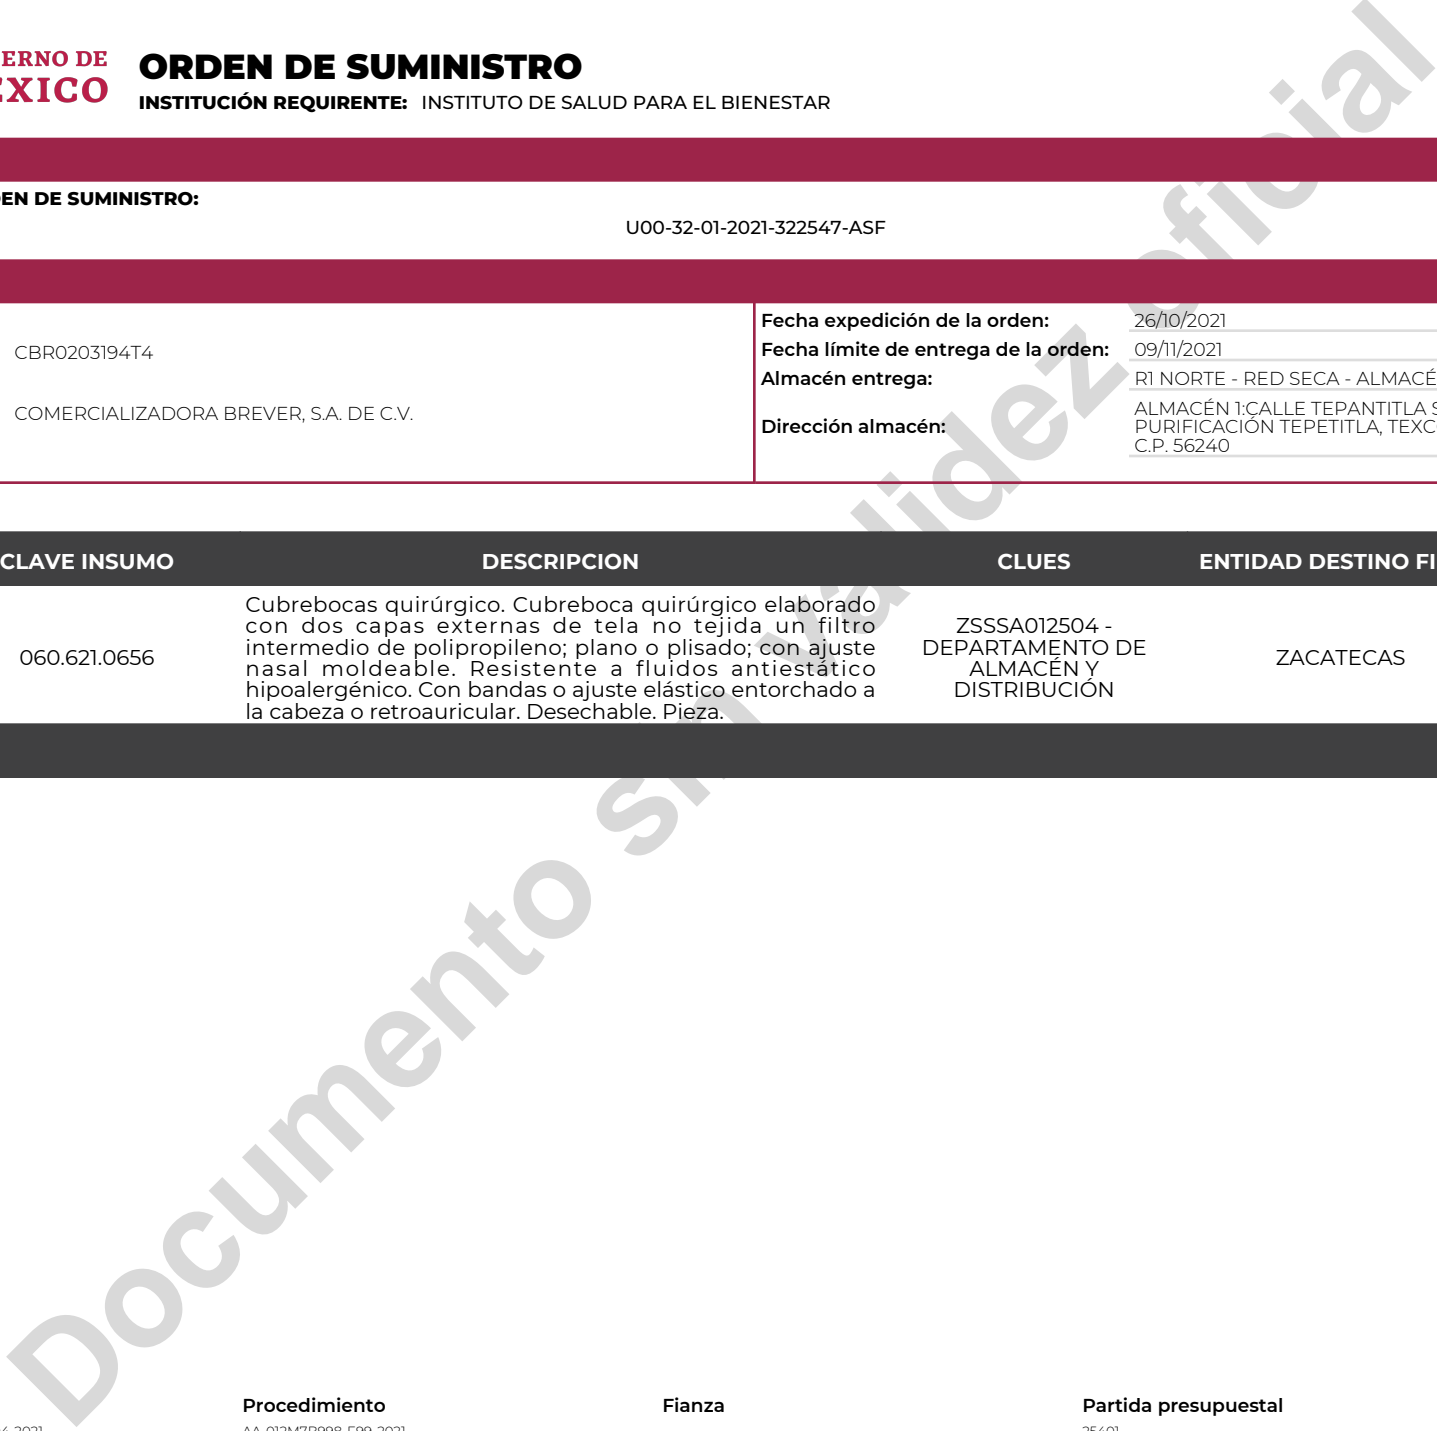 ERNO DE
EXICO
ORDEN DE SUMINISTRO
INSTITUCIÓN REQUIRENTE: INSTITUTO DE SALUD PARA EL BIENESTAR
EN DE SUMINISTRO:
U00-32-01-2021-322547-ASF
CBR0203194T4
COMERCIALIZADORA BREVER, S.A. DE C.V.
Fecha expedición de la orden: 26/10/2021
Fecha límite de entrega de la orden: 09/11/2021
Almacén entrega: R1 NORTE - RED SECA - ALMACÉ
Dirección almacén:
ALMACÉN 1:CALLE TEPANTITLA S
PURIFICACIÓN TEPETITLA, TEXC
C.P. 56240
CLAVE INSUMO DESCRIPCION CLUES ENTIDAD DESTINO FI
060.621.0656
Cubrebocas quirúrgico. Cubreboca quirúrgico elaborado
con dos capas externas de tela no tejida un filtro
intermedio de polipropileno; plano o plisado; con ajuste
nasal moldeable. Resistente a fluidos antiestático
hipoalergénico. Con bandas o ajuste elástico entorchado a
la cabeza o retroauricular. Desechable. Pieza.
ZSSSA012504 -
DEPARTAMENTO DE
ALMACÉN Y
DISTRIBUCIÓN
ZACATECAS
Documento sin validez oficial
Procedimiento Fianza Partida presupuestal